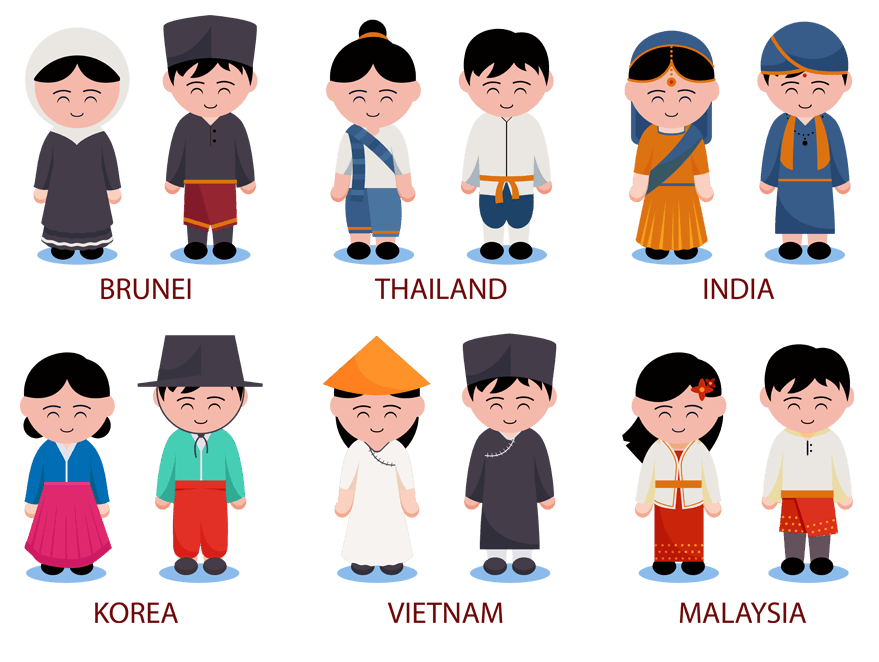 BRUNEI
THAILAND
INDIA
KOREA
VIETNAM
MALAYSIA